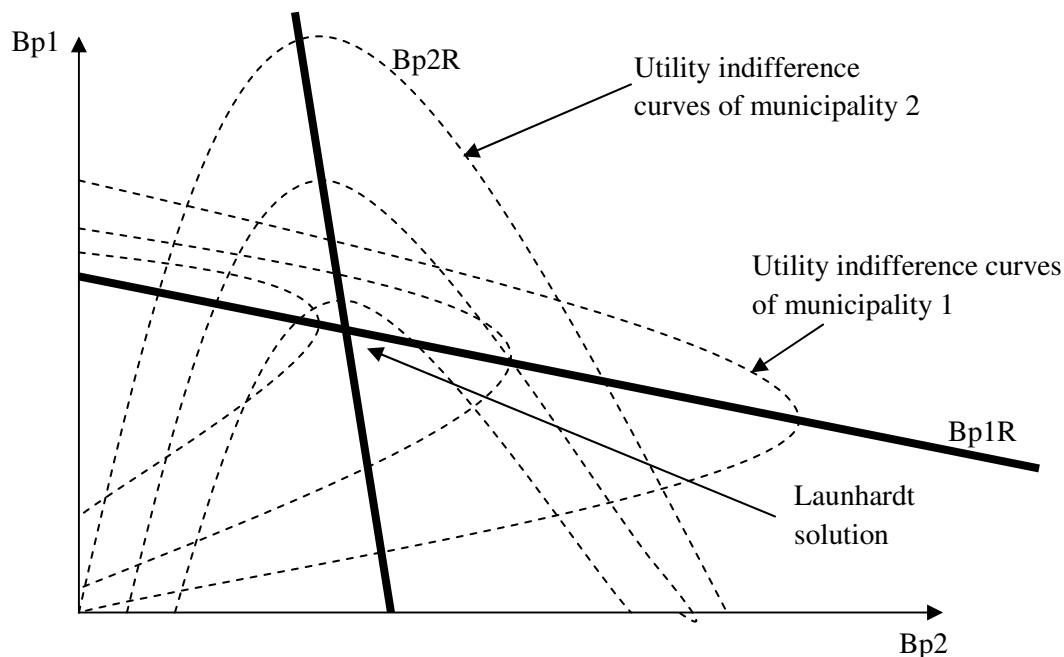 Bp1
Bp2R
Utility indifference
curves of municipality 2
Utility indifference curves
of municipality 1
Bp1R
Launhardt
solution
Bp2